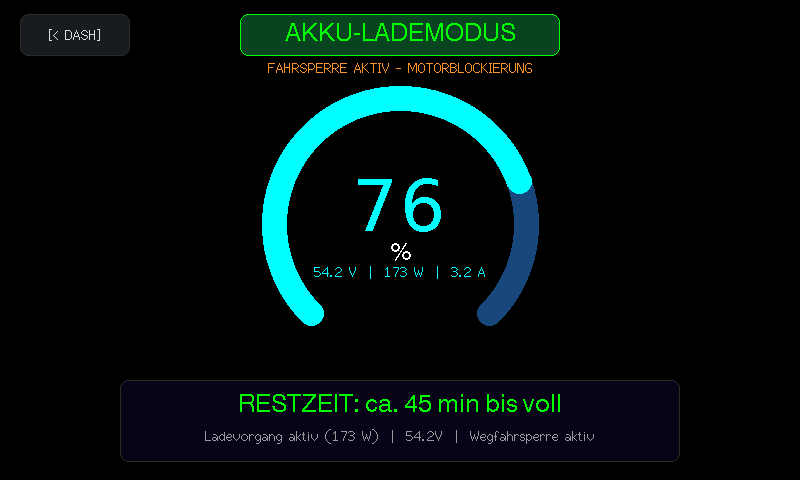 [< DASH]
AKKU-LADEMODUS
FAHRSPERRE AKTIV - MOTORBLOCKIERUNG
76
%
54.2 V | 173 W | 3.2 A
RESTZEIT: ca. 45 min bis voll
Ladevorgang aktiv (173 W) | 54.2V | Wegfahrsperre aktiv